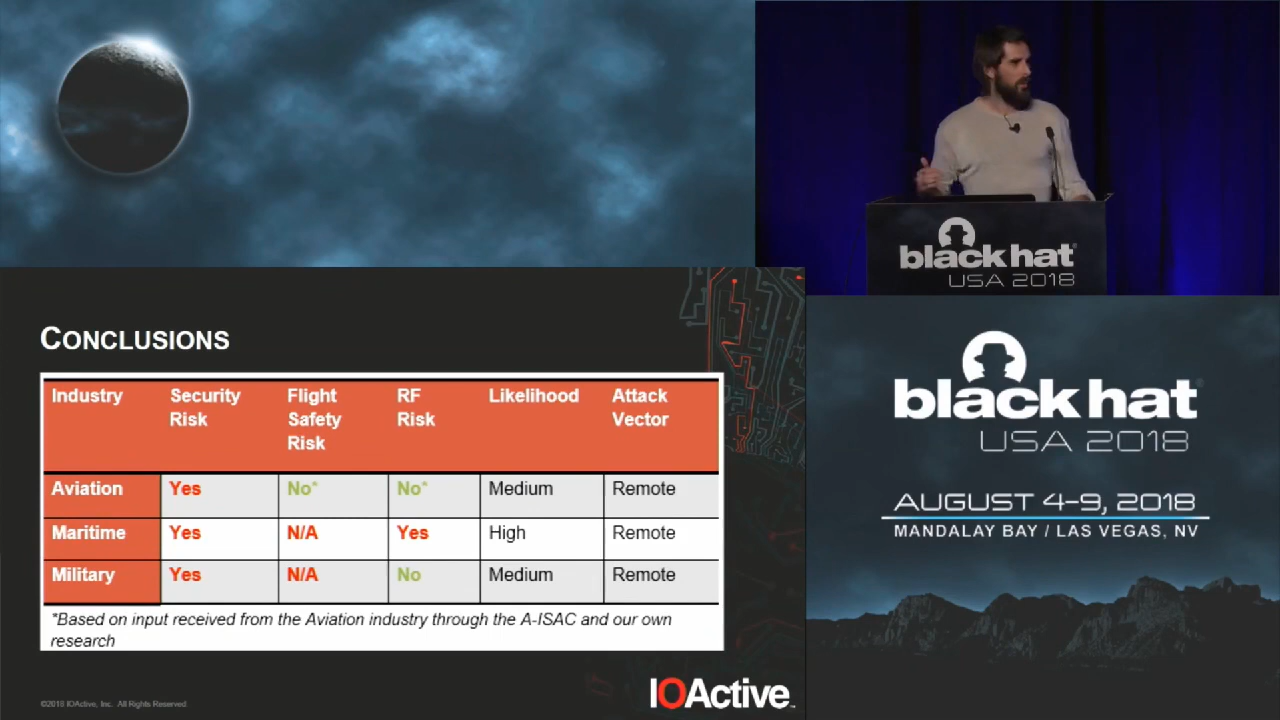 black hat
USA 2018
CONCLUSIONS
Industry Security Risk Flight Safety Risk RF Risk Likelihood Attack Vector
Aviation Yes No* No* Medium Remote
Maritime Yes N/A Yes High Remote
Military Yes N/A No Medium Remote
*Based on input received from the Aviation industry through the A-ISAC and our own
research
©2018 IOActive, Inc. All Rights Reserved
IOActive™
black hat
USA 2018
AUGUST 4–9, 2018
MANDALAY BAY / LAS VEGAS, NV